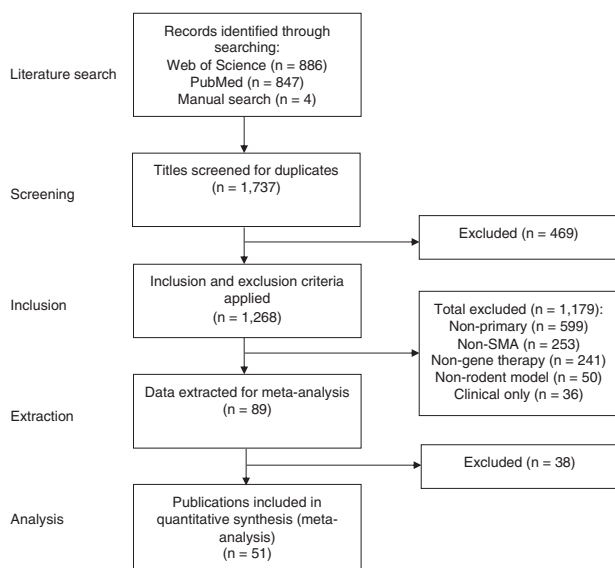 Literature search
Records identified through
searching:
Web of Science (n = 886)
PubMed (n = 847)
Manual search (n = 4)
Screening
Titles screened for duplicates
(n = 1,737)
Excluded (n = 469)
Inclusion
Inclusion and exclusion criteria
applied
(n = 1,268)
Total excluded (n = 1,179):
Non-primary (n = 599)
Non-SMA (n = 253)
Non-gene therapy (n = 241)
Non-rodent model (n = 50)
Clinical only (n = 36)
Extraction
Data extracted for meta-analysis
(n = 89)
Excluded (n = 38)
Analysis
Publications included in
quantitative synthesis (meta-
analysis)
(n = 51)